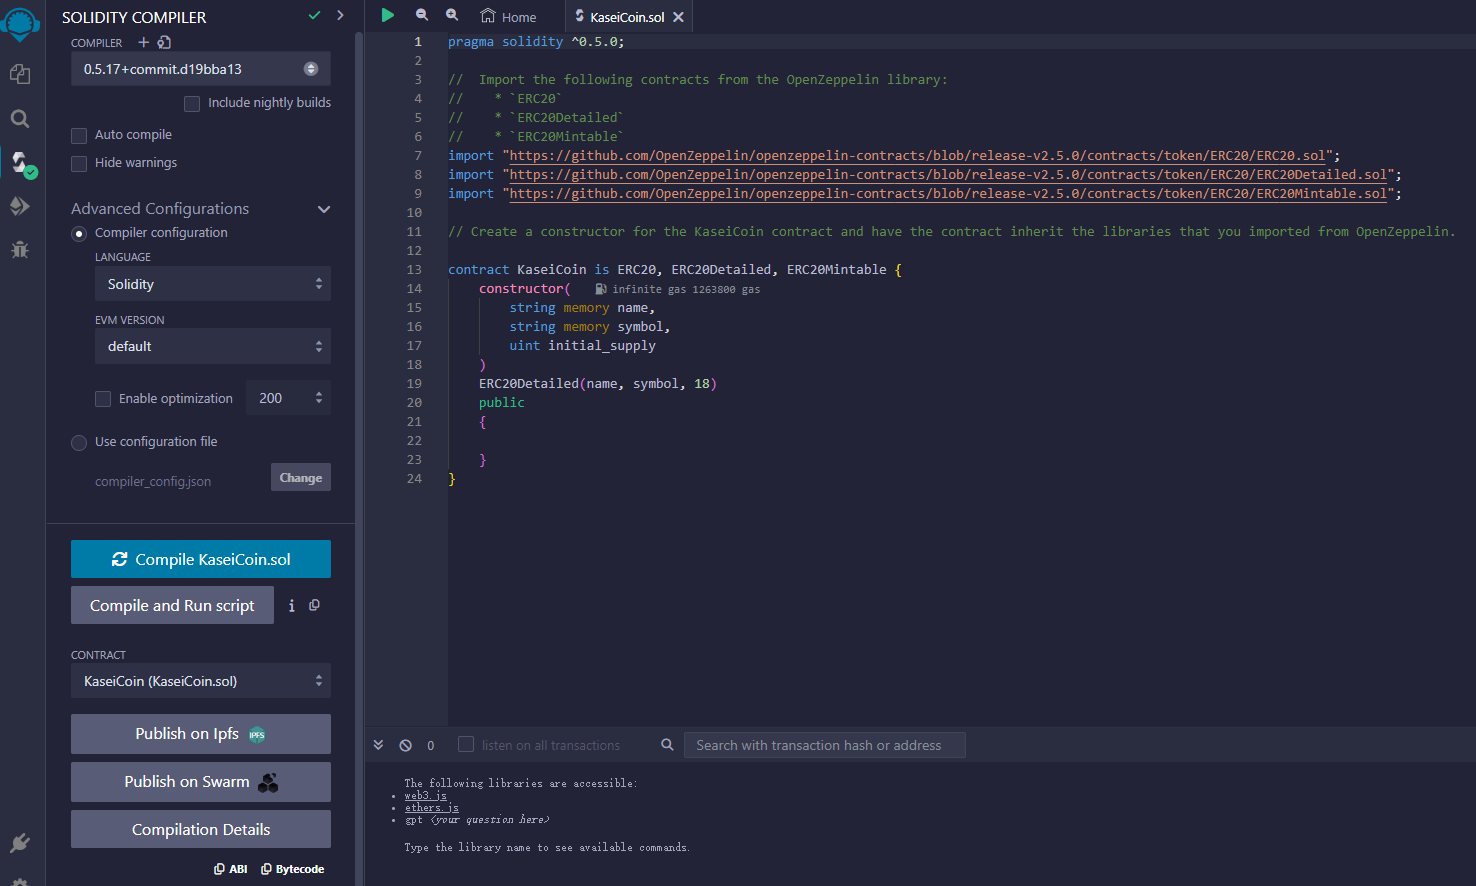 SOLIDITY COMPILER
COMPILER
0.5.17+commit.d19bba13
Include nightly builds
Auto compile
Hide warnings
Advanced Configurations
Compiler configuration
LANGUAGE
Solidity
EVM VERSION
default
Enable optimization
200
Use configuration file
compiler_config.json
Change
Compile KaseiCoin.sol
Compile and Run script
i
CONTRACT
KaseiCoin (KaseiCoin.sol)
Publish on Ipfs
IPFS
Publish on Swarm
Compilation Details
ABI
Bytecode
Home
KaseiCoin.sol
1 pragma solidity ^0.5.0;
2
3 //  Import the following contracts from the OpenZeppelin library:
4 //    * `ERC20`
5 //    * `ERC20Detailed`
6 //    * `ERC20Mintable`
7 import "https://github.com/OpenZeppelin/openzeppelin-contracts/blob/release-v2.5.0/contracts/token/ERC20/ERC20.sol";
8 import "https://github.com/OpenZeppelin/openzeppelin-contracts/blob/release-v2.5.0/contracts/token/ERC20/ERC20Detailed.sol";
9 import "https://github.com/OpenZeppelin/openzeppelin-contracts/blob/release-v2.5.0/contracts/token/ERC20/ERC20Mintable.sol";
10
11 // Create a constructor for the KaseiCoin contract and have the contract inherit the libraries that you imported from OpenZeppelin.
12
13 contract KaseiCoin is ERC20, ERC20Detailed, ERC20Mintable {
14     constructor(   infinite gas 1263800 gas
15         string memory name,
16         string memory symbol,
17         uint initial_supply
18     )
19     ERC20Detailed(name, symbol, 18)
20     public
21     {
22
23     }
24 }
0
listen on all transactions
Search with transaction hash or address
The following libraries are accessible:
• web3.js
• ethers.js
• gpt <your question here>
Type the library name to see available commands.